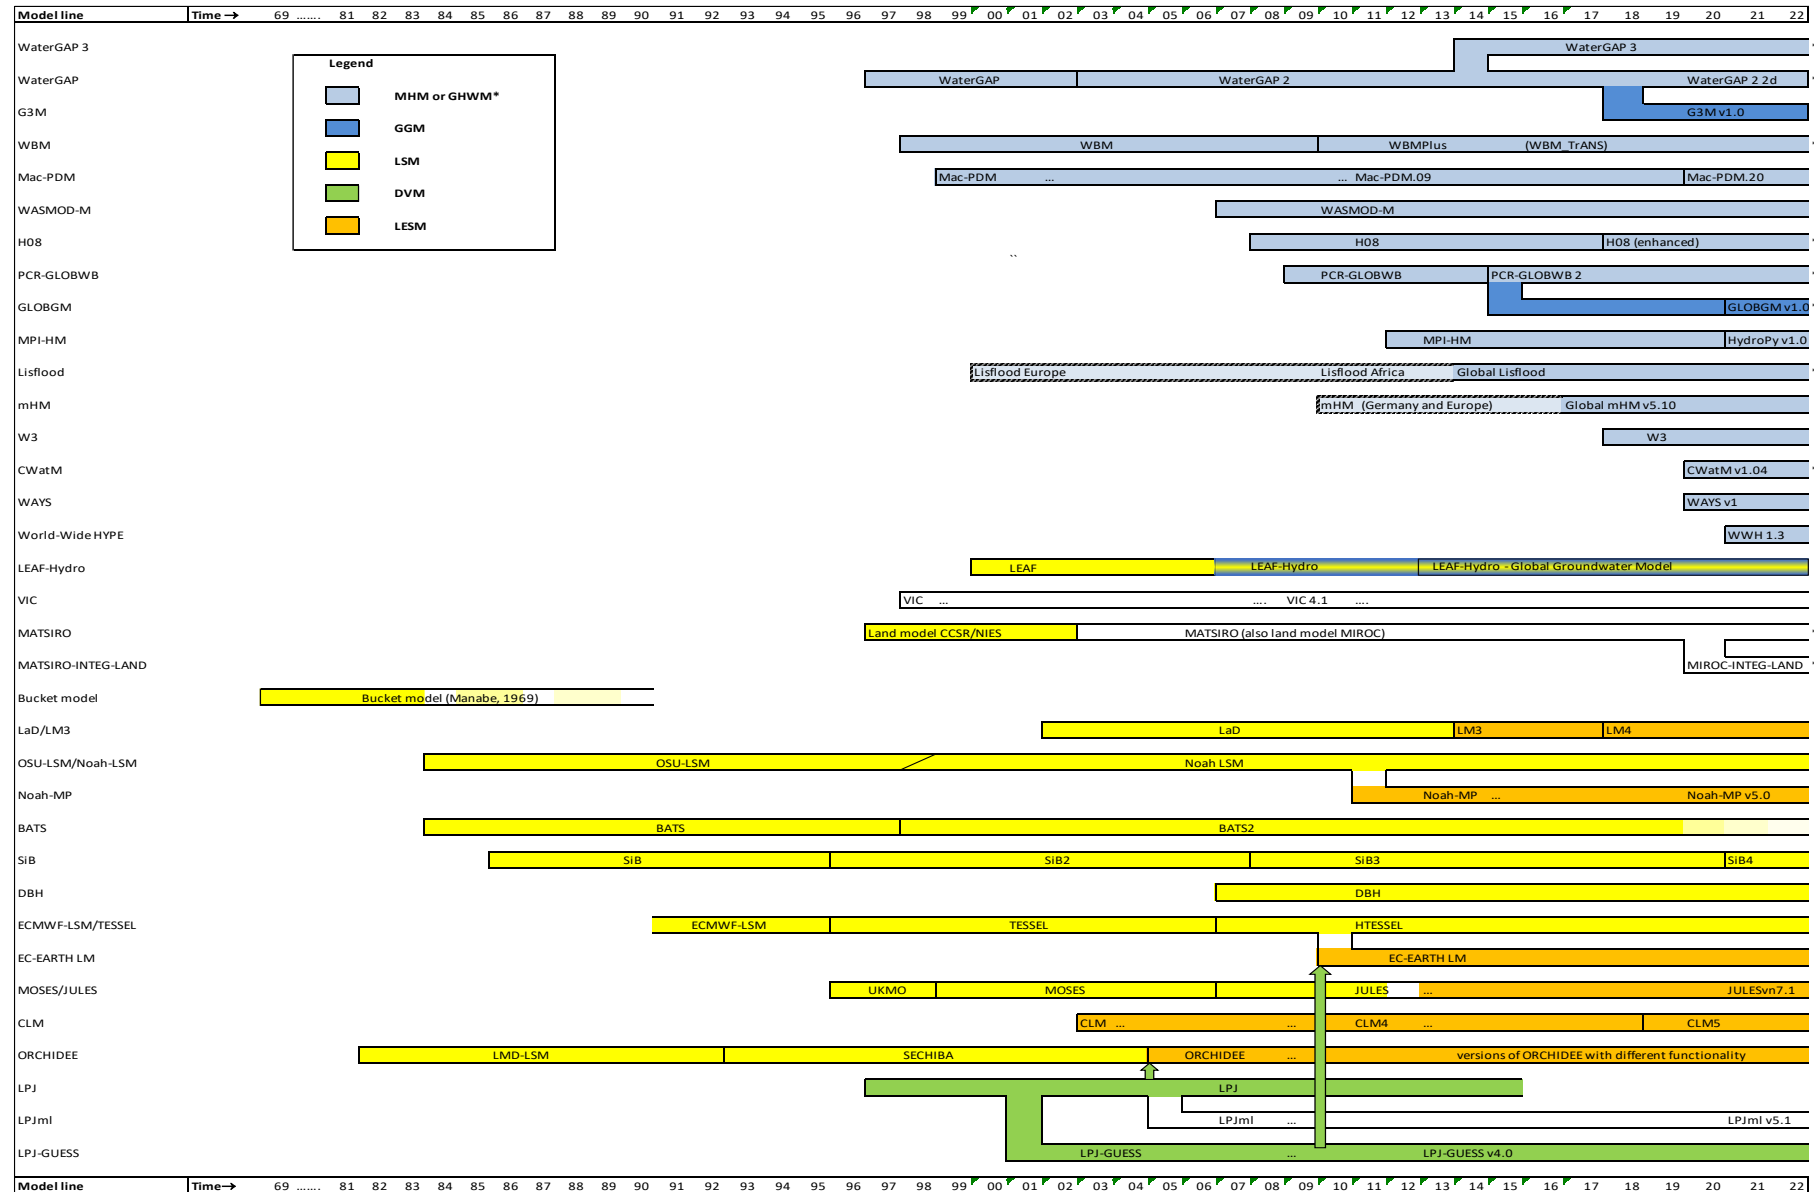 Model line Time→ 69 ....... 81 82 83 84 85 86 87 88 89 90 91 92 93 94 95 96 97 98 99 00 01 02 03 04 05 06 07 08 09 10 11 12 13 14 15 16 17 18 19 20 21 22
WaterGAP 3 WaterGAP 3
Legend
WaterGAP WaterGAP WaterGAP 2 WaterGAP 2 2d
MHM or GHWM*
G3M G3M v1.0
GGM
WBM WBM WBMPlus (WBM_TrANS)
LSM
Mac-PDM Mac-PDM ... ... Mac-PDM.09 Mac-PDM.20
DVM
WASMOD-M WASMOD-M
LESM
H08 H08 H08 (enhanced)
``
PCR-GLOBWB PCR-GLOBWB PCR-GLOBWB 2
GLOBGM GLOBGM v1.0
MPI-HM MPI-HM HydroPy v1.0
Lisflood Lisflood Europe Lisflood Africa Global Lisflood
mHM mHM (Germany and Europe) Global mHM v5.10
W3 W3
CWatM CWatM v1.04
WAYS WAYS v1
World-Wide HYPE WWH 1.3
LEAF-Hydro LEAF LEAF-Hydro LEAF-Hydro - Global Groundwater Model
VIC VIC ... .... VIC 4.1 ....
MATSIRO Land model CCSR/NIES MATSIRO (also land model MIROC)
MATSIRO-INTEG-LAND MIROC-INTEG-LAND
Bucket model Bucket model (Manabe, 1969)
LaD/LM3 LaD LM3 LM4
OSU-LSM/Noah-LSM OSU-LSM Noah LSM
Noah-MP Noah-MP ... Noah-MP v5.0
BATS BATS BATS2
SiB SiB SiB2 SiB3 SiB4
DBH DBH
ECMWF-LSM/TESSEL ECMWF-LSM TESSEL HTESSEL
EC-EARTH LM EC-EARTH LM
MOSES/JULES UKMO MOSES JULES ... JULESvn7.1
CLM CLM ... ... CLM4 ... CLM5
ORCHIDEE LMD-LSM SECHIBA ORCHIDEE ... versions of ORCHIDEE with different functionality
LPJ LPJ
LPJml LPJml ... LPJml v5.1
LPJ-GUESS LPJ-GUESS ... LPJ-GUESS v4.0
Model line Time→ 69 ....... 81 82 83 84 85 86 87 88 89 90 91 92 93 94 95 96 97 98 99 00 01 02 03 04 05 06 07 08 09 10 11 12 13 14 15 16 17 18 19 20 21 22